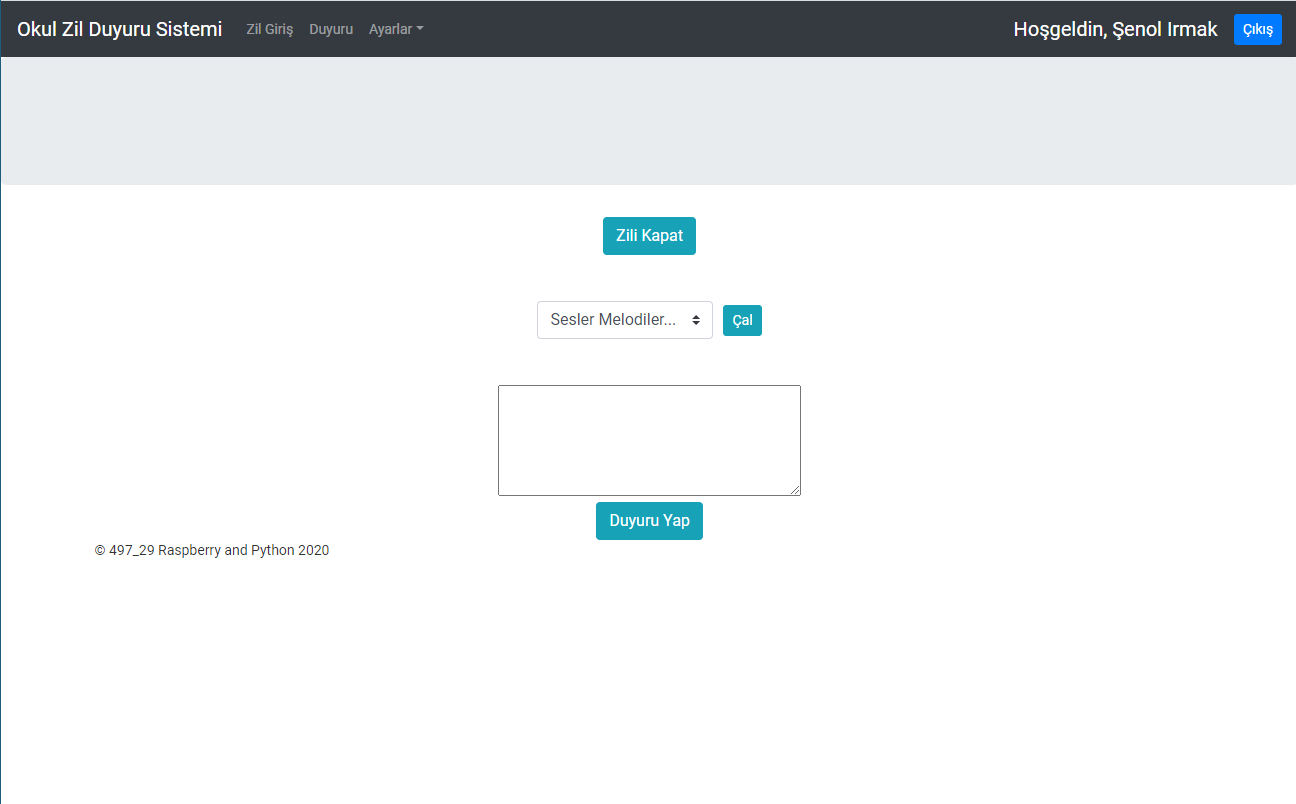 Okul Zil Duyuru Sistemi Zil Giriş Duyuru Ayarlar Hoşgeldin, Şenol Irmak Çıkış
Zili Kapat
Sesler Melodiler... Çal
Duyuru Yap
© 497_29 Raspberry and Python 2020